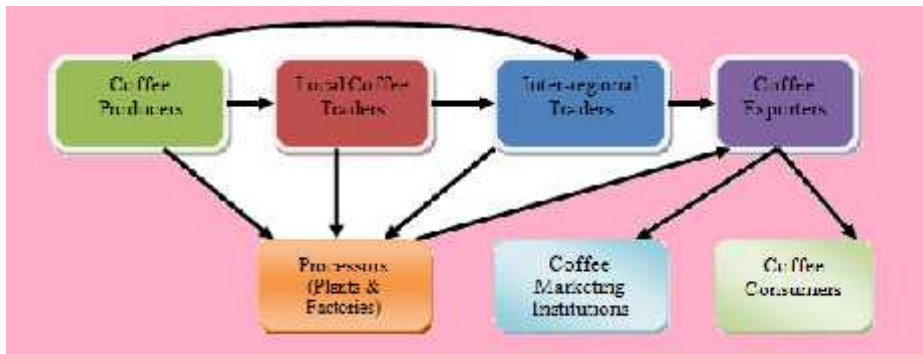 Coffee
Producers
Local Coffee
Traders
Inter-regional
Traders
Coffee
Exporters
Processors
(Plants &
Factories)
Coffee
Marketing
Institutions
Coffee
Consumers